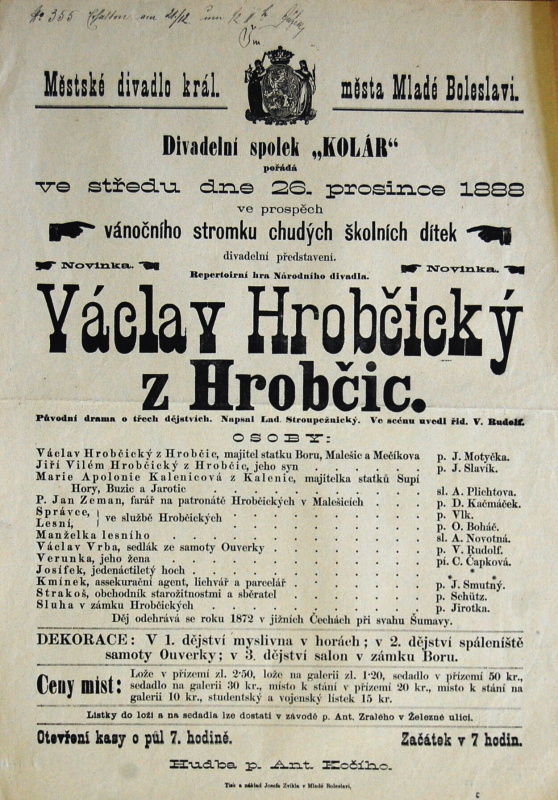 No 355
Městské divadlo král. města Mladé Boleslavi.
Divadelní spolek „KOLÁR“
pořádá
ve středu dne 26. prosince 1888
ve prospěch
vánočního stromku chudých školních dítek
divadelní představení.
Novinka. Novinka.
Repertoirní hra Národního divadla.
Václav Hrobčický
z Hrobčic.
Původní drama o třech dějstvích. Napsal Lad. Stroupežnický. Ve scénu uvedl řid. V. Rudolf.
OSOBY:
Václav Hrobčický z Hrobčic, majitel statku Boru, Malešic a Mečíkova p. J. Motyčka.
Jiří Vilém Hrobčický z Hrobčic, jeho syn . . . . . . p. J. Slavík.
Marie Apolonie Kalenicová z Kalenic, majitelka statků Supí
Hory, Buzic a Jarotic . . . . . . sl. A. Plichtova.
P. Jan Zeman, farář na patronátě Hrobčických v Malešicích . . . p. D. Kačmáček.
Správce, } ve službě Hrobčických . . . . . . p. Vlk.
Lesní, p. O. Boháč.
Manželka lesního . . . . . . sl. A. Novotná.
Václav Vrba, sedlák ze samoty Ouverky . . . . . . p. V. Rudolf.
Verunka, jeho žena . . . . . . pí. C. Čapková.
Josífek, jedenáctiletý hoch . . . . . . * * *
Kmínek, assekurační agent, lichvář a parcelář . . . . . . p. J. Smutný.
Strakoš, obchodník starožitnostmi a sběratel . . . . . . p. Schütz.
Sluha v zámku Hrobčických . . . . . . p. Jirotka.
Děj odehrává se roku 1872 v jižních Čechách při svahu Šumavy.
DEKORACE: V 1. dějství myslivna v horách; v 2. dějství spáleniště
samoty Ouverky; v 3. dějství salon v zámku Boru.
Ceny míst: Lože v přízemí zl. 2·50, lože na galerii zl. 1·20, sedadlo v přízemí 50 kr.,
sedadlo na galerii 30 kr., místo k stání v přízemí 20 kr., místo k stání na
galerii 10 kr., studentský a vojenský lístek 15 kr.
Lístky do loží a na sedadla lze dostati v závodě p. Ant. Zralého v Železné ulici.
Otevření kasy o půl 7. hodině. Začátek v 7 hodin.
Hudba p. Ant. Kočího.
Tisk a náklad Josefa Zvikla v Mladé Boleslavi.